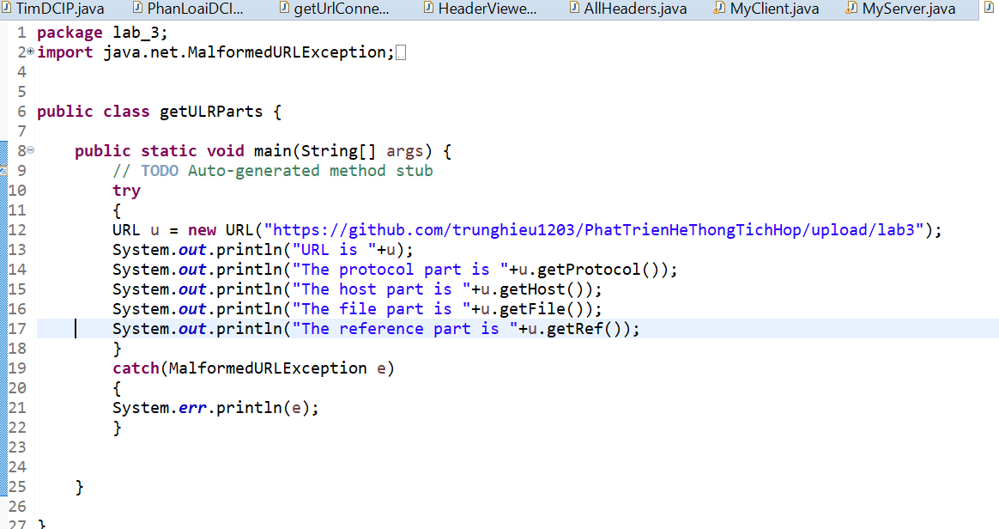 TimDCIP.java PhanLoaiDCI... getUrlConne... HeaderViewe... AllHeaders.java MyClient.java MyServer.java
1 package lab_3;
2 import java.net.MalformedURLException;
4
5
6 public class getULRParts {
7
8 public static void main(String[] args) {
9 // TODO Auto-generated method stub
10 try
11 {
12 URL u = new URL("https://github.com/trunghieu1203/PhatTrienHeThongTichHop/upload/lab3");
13 System.out.println("URL is "+u);
14 System.out.println("The protocol part is "+u.getProtocol());
15 System.out.println("The host part is "+u.getHost());
16 System.out.println("The file part is "+u.getFile());
17 System.out.println("The reference part is "+u.getRef());
18 }
19 catch(MalformedURLException e)
20 {
21 System.err.println(e);
22 }
23
24
25 }
26
27 }